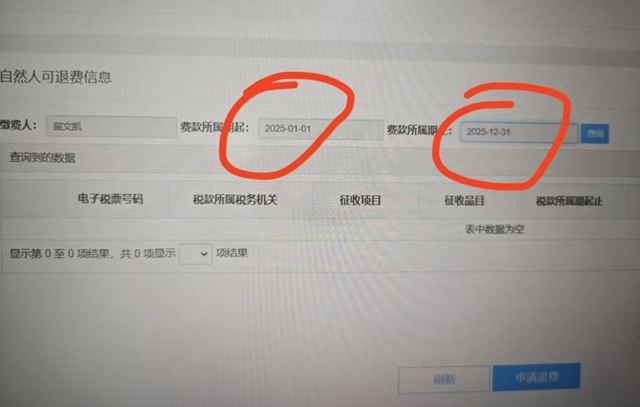 自然人可退费信息
缴费人: 苗文凯 费款所属期起: 2025-01-01 费款所属期止: 2025-12-31 查询
查询到的数据
电子税票号码 税款所属税务机关 征收项目 征收品目 税款所属期起止
表中数据为空
显示第 0 至 0 项结果, 共 0 项显示 项结果
刷新 申请退费